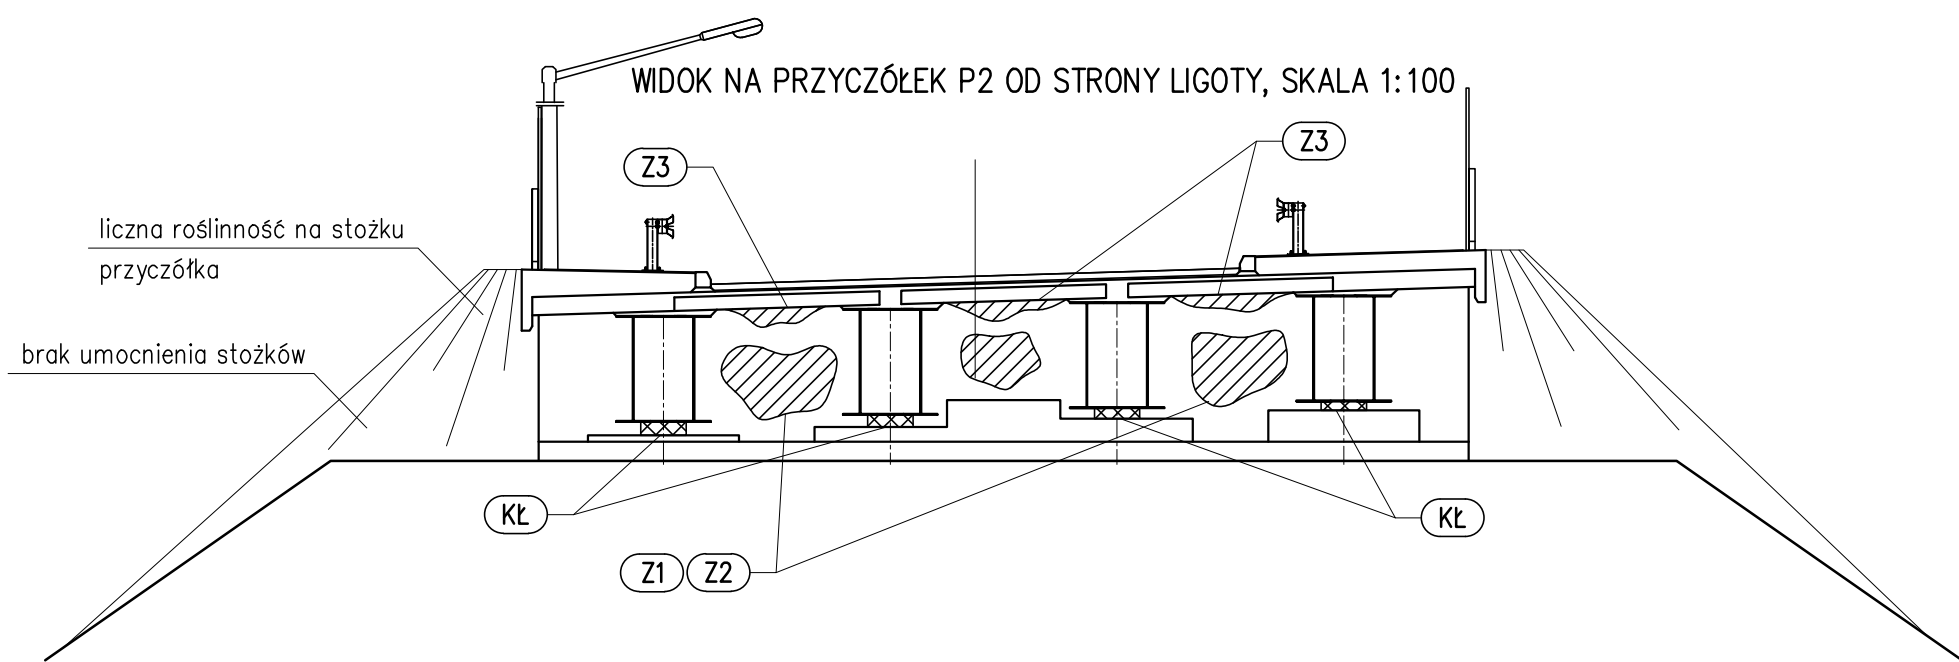 WIDOK NA PRZYCZÓŁEK P2 OD STRONY LIGOTY, SKALA 1:100
Z3
Z3
liczna roślinność na stożku
przyczółka
brak umocnienia stożków
KŁ
KŁ
Z1 Z2